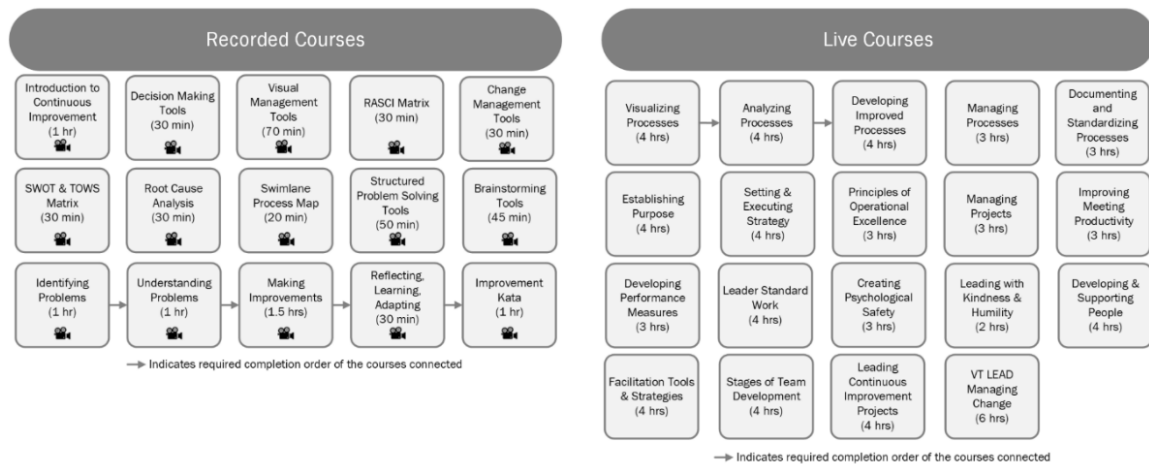 Recorded Courses
Introduction to
Continuous
Improvement
(1 hr)
Decision Making
Tools
(30 min)
Visual
Management
Tools
(70 min)
RASCI Matrix
(30 min)
Change
Management
Tools
(30 min)
SWOT & TOWS
Matrix
(30 min)
Root Cause
Analysis
(30 min)
Swimlane
Process Map
(20 min)
Structured
Problem Solving
Tools
(50 min)
Brainstorming
Tools
(45 min)
Identifying
Problems
(1 hr)
Understanding
Problems
(1 hr)
Making
Improvements
(1.5 hrs)
Reflecting,
Learning,
Adapting
(30 min)
Improvement
Kata
(1 hr)
Indicates required completion order of the courses connected
Live Courses
Visualizing
Processes
(4 hrs)
Analyzing
Processes
(4 hrs)
Developing
Improved
Processes
(4 hrs)
Managing
Processes
(3 hrs)
Documenting
and
Standardizing
Processes
(3 hrs)
Establishing
Purpose
(4 hrs)
Setting &
Executing
Strategy
(4 hrs)
Principles of
Operational
Excellence
(3 hrs)
Managing
Projects
(3 hrs)
Improving
Meeting
Productivity
(3 hrs)
Developing
Performance
Measures
(3 hrs)
Leader Standard
Work
(4 hrs)
Creating
Psychological
Safety
(3 hrs)
Leading with
Kindness &
Humility
(2 hrs)
Developing &
Supporting
People
(4 hrs)
Facilitation Tools
& Strategies
(4 hrs)
Stages of Team
Development
(4 hrs)
Leading
Continuous
Improvement
Projects
(4 hrs)
VT LEAD
Managing
Change
(6 hrs)
Indicates required completion order of the courses connected